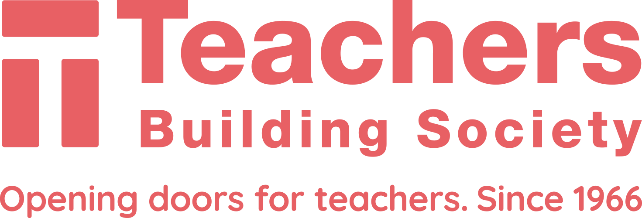 Teachers
Building Society
Opening doors for teachers. Since 1966